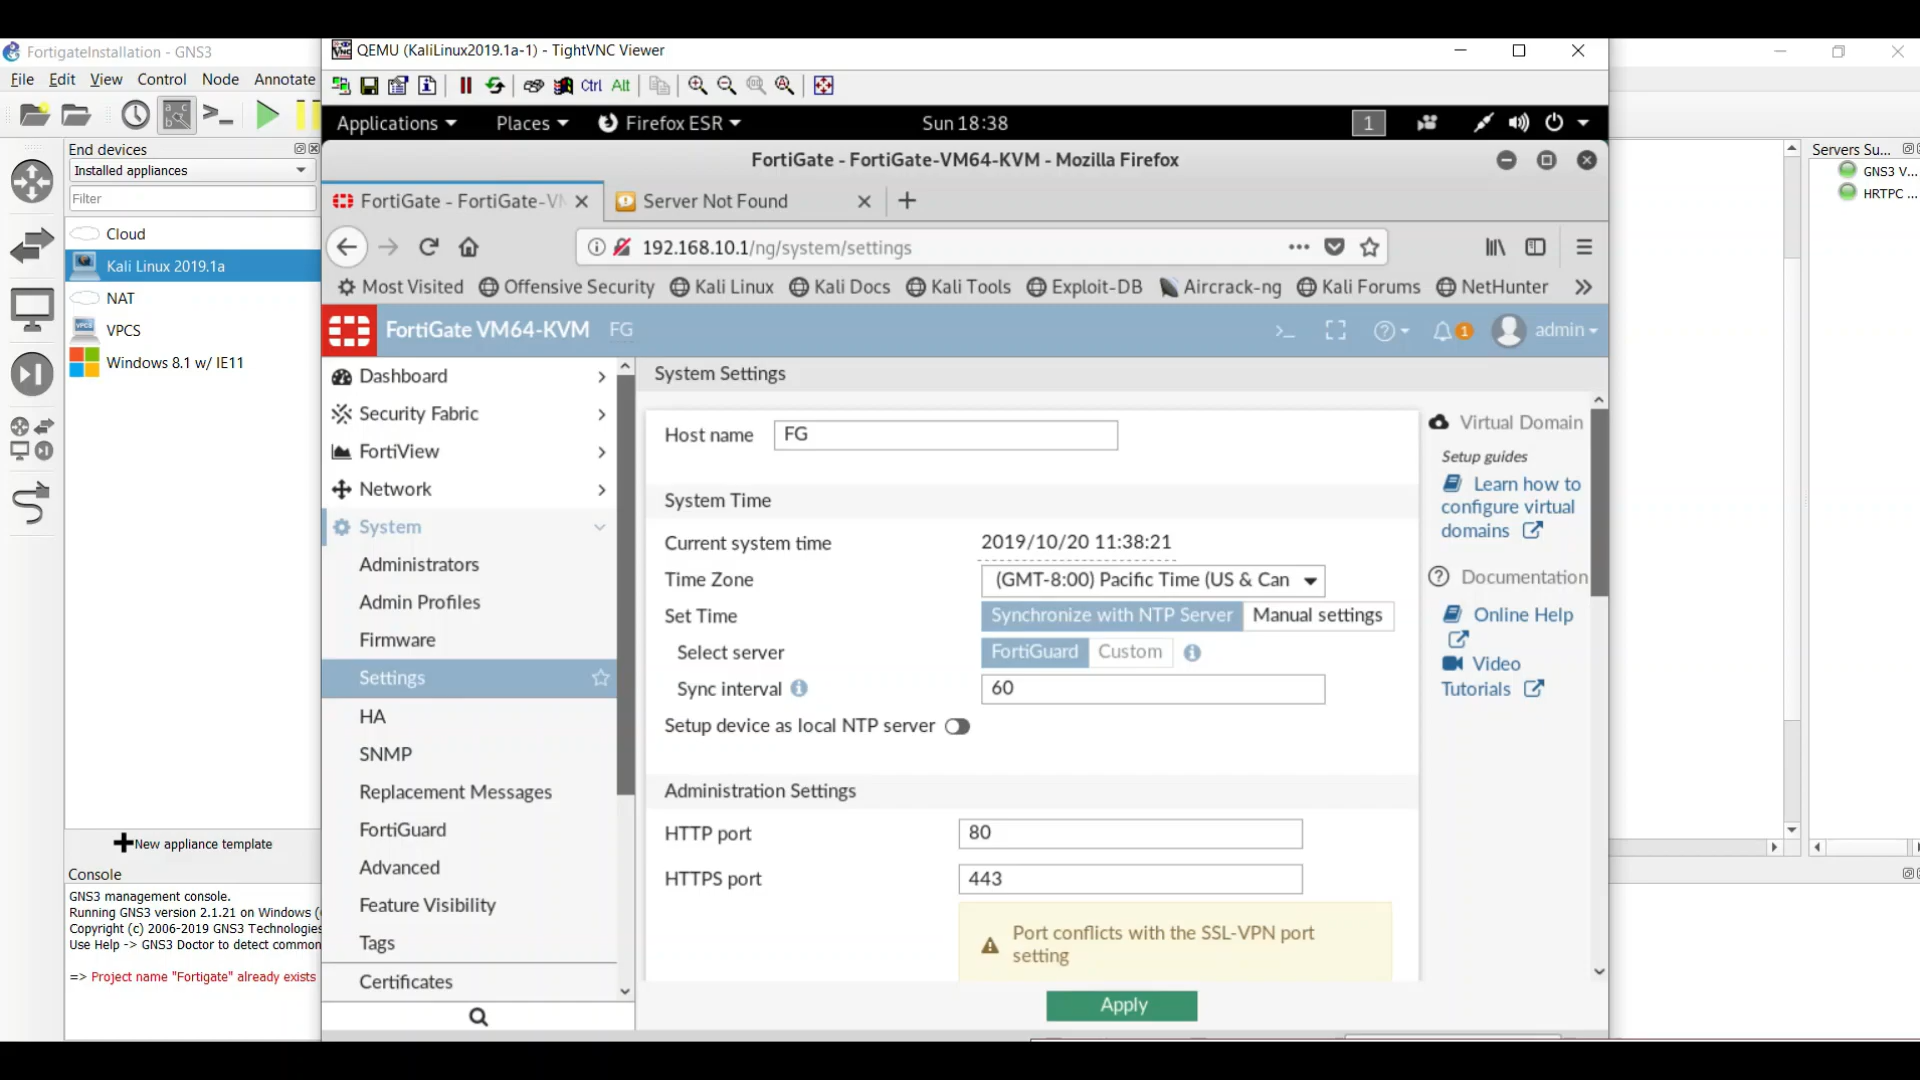 FortigateInstallation - GNS3
File Edit View Control Node Annotate
End devices
Installed appliances
Filter
Cloud
Kali Linux 2019.1a
NAT
VPCS
Windows 8.1 w/ IE11
New appliance template
Console
GNS3 management console.
Running GNS3 version 2.1.21 on Windows (
Copyright (c) 2006-2019 GNS3 Technologies
Use Help -> GNS3 Doctor to detect common
=> Project name "Fortigate" already exists
QEMU (KaliLinux2019.1a-1) - TightVNC Viewer
Ctrl Alt
Applications Places Firefox ESR Sun 18:38 1
FortiGate - FortiGate-VM64-KVM - Mozilla Firefox
FortiGate - FortiGate-VM Server Not Found
192.168.10.1/ng/system/settings
Most Visited Offensive Security Kali Linux Kali Docs Kali Tools Exploit-DB Aircrack-ng Kali Forums NetHunter
FortiGate VM64-KVM FG 1 admin
Dashboard
Security Fabric
FortiView
Network
System
Administrators
Admin Profiles
Firmware
Settings
HA
SNMP
Replacement Messages
FortiGuard
Advanced
Feature Visibility
Tags
Certificates
System Settings
Host name FG
System Time
Current system time 2019/10/20 11:38:21
Time Zone (GMT-8:00) Pacific Time (US & Can
Set Time Synchronize with NTP Server Manual settings
Select server FortiGuard Custom
Sync interval 60
Setup device as local NTP server
Administration Settings
HTTP port 80
HTTPS port 443
Port conflicts with the SSL-VPN port
setting
Apply
Virtual Domain
Setup guides
Learn how to
configure virtual
domains
Documentation
Online Help
Video
Tutorials
Servers Su...
GNS3 V...
HRTPC ...